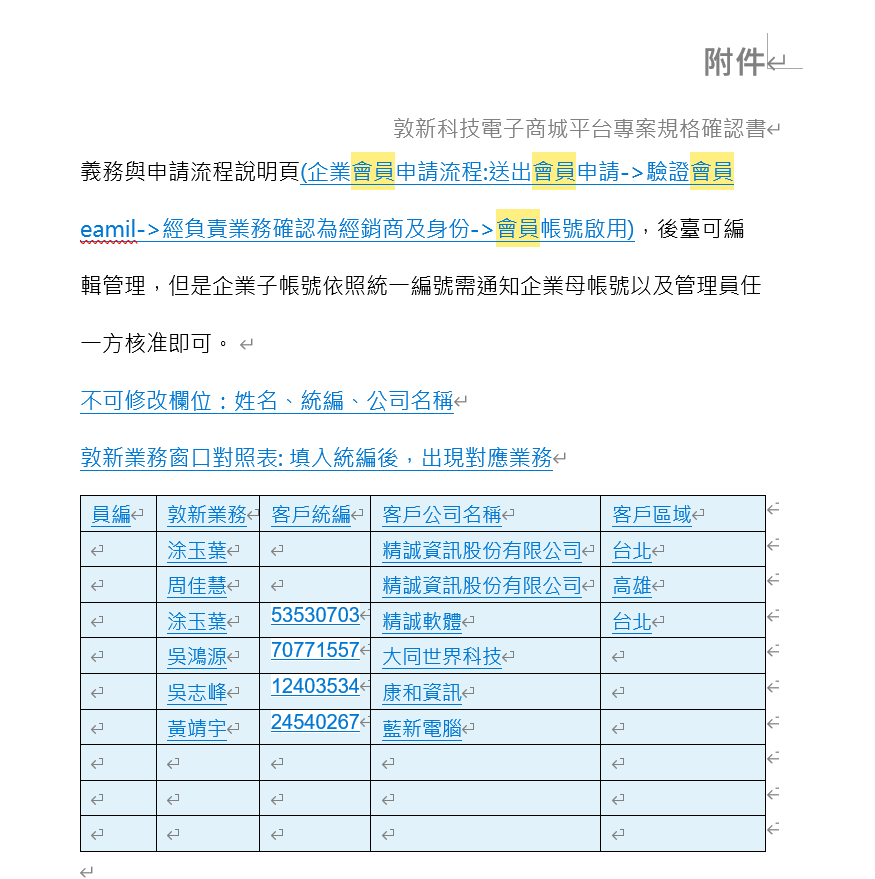 附件
敦新科技電子商城平台專案規格確認書
義務與申請流程說明頁(企業會員申請流程:送出會員申請->驗證會員
eamil->經負責業務確認為經銷商及身份->會員帳號啟用)，後臺可編
輯管理，但是企業子帳號依照統一編號需通知企業母帳號以及管理員任
一方核准即可。
不可修改欄位：姓名、統編、公司名稱
敦新業務窗口對照表: 填入統編後，出現對應業務
員編 敦新業務 客戶統編 客戶公司名稱 客戶區域
涂玉葉 精誠資訊股份有限公司 台北
周佳慧 精誠資訊股份有限公司 高雄
涂玉葉 53530703 精誠軟體 台北
吳鴻源 70771557 大同世界科技
吳志峰 12403534 康和資訊
黃靖宇 24540267 藍新電腦